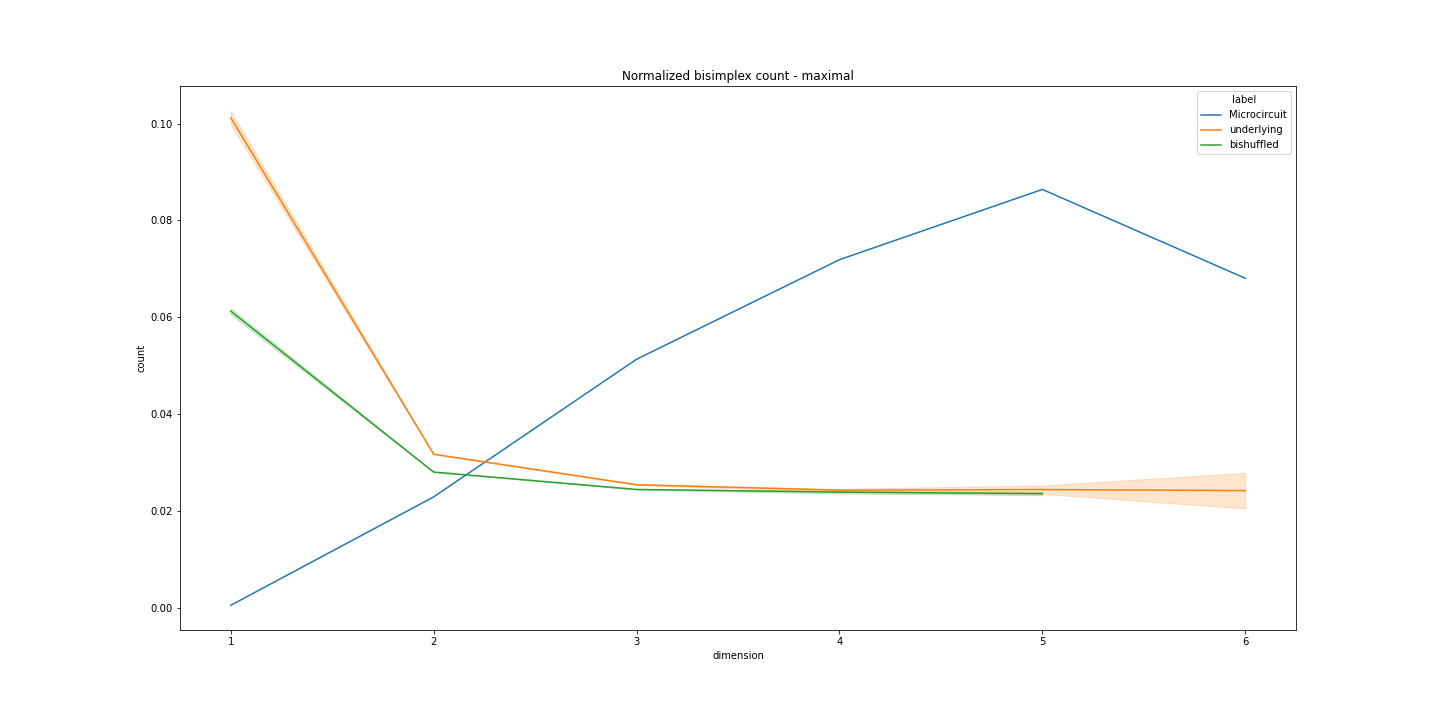 Normalized bisimplex count - maximal
label
Microcircuit
underlying
bishuffled
count
0.10
0.08
0.06
0.04
0.02
0.00
1 2 3 4 5 6
dimension